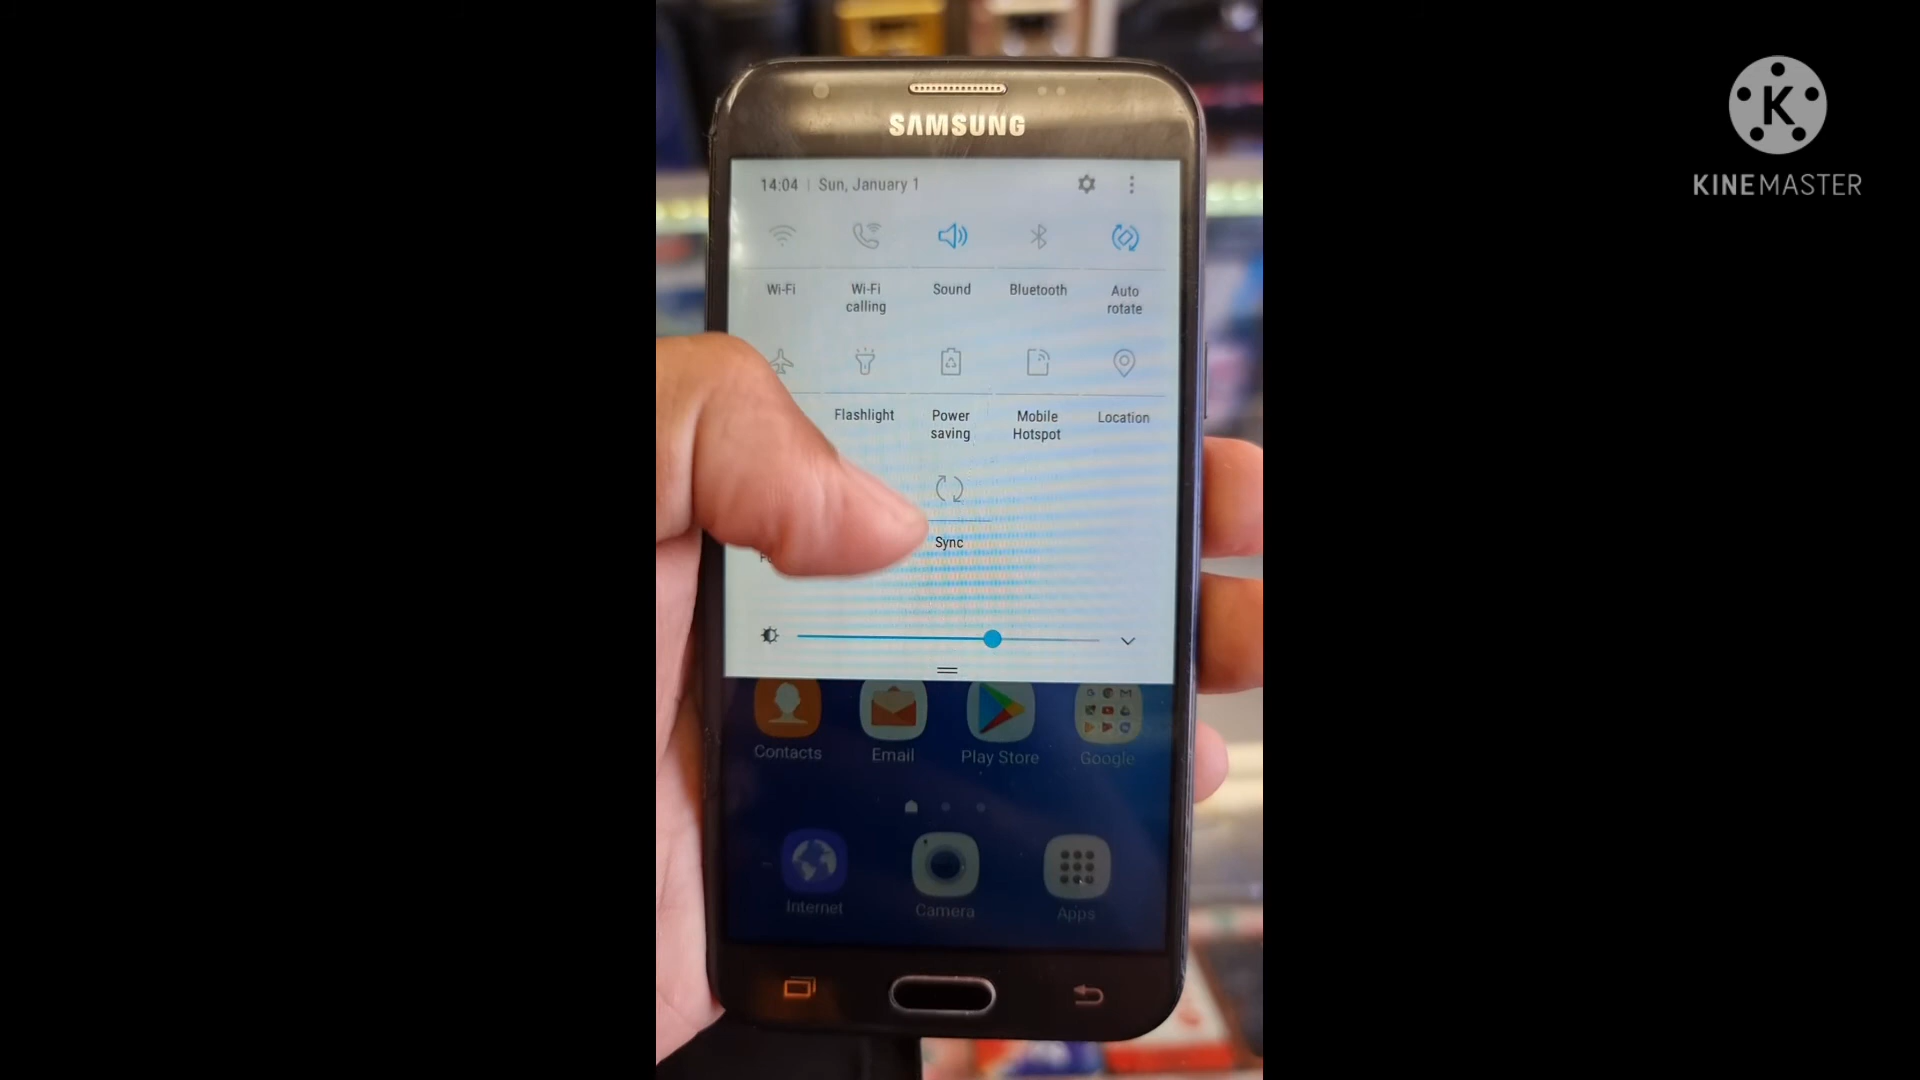 SAMSUNG
14:04 | Sun, January 1
Wi-Fi
Wi-Fi
calling
Sound
Bluetooth
Auto
rotate
Flashlight
Power
saving
Mobile
Hotspot
Location
Sync
Contacts
Email
Play Store
Google
Internet
Camera
Apps
K
KINEMASTER